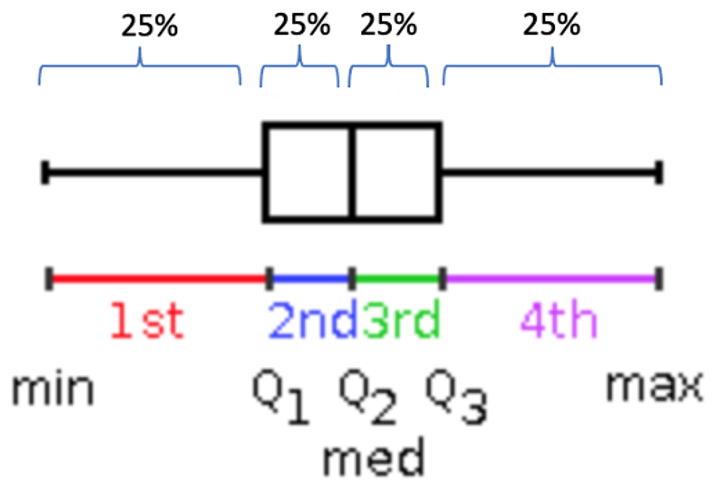 25% 25% 25% 25%
1st 2nd 3rd 4th
min Q1 Q2 Q3 max
med